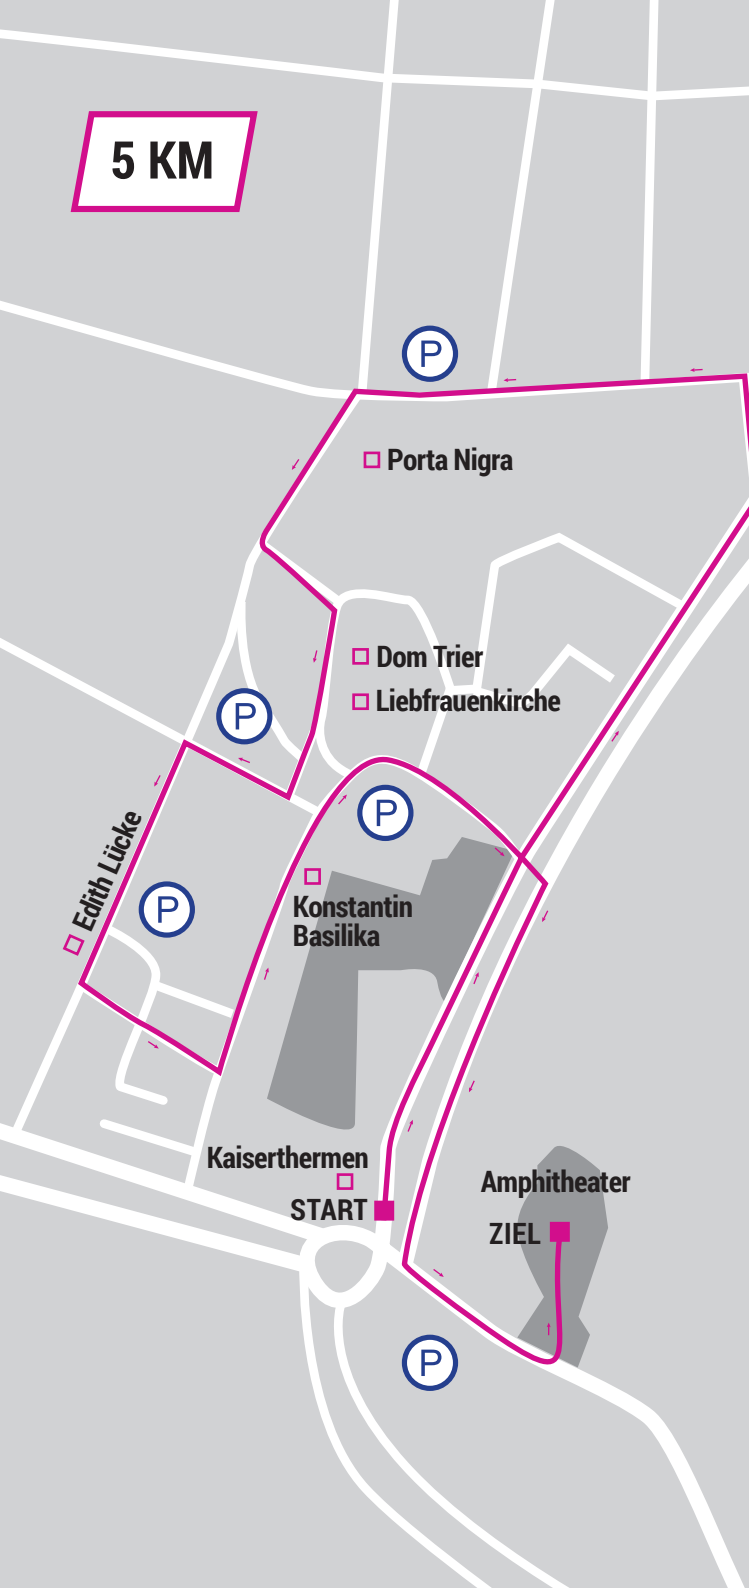 5 KM
P
Porta Nigra
Dom Trier
Liebfrauenkirche
P
P
Edith Lücke
P
Konstantin
Basilika
Kaiserthermen
START
Amphitheater
ZIEL
P